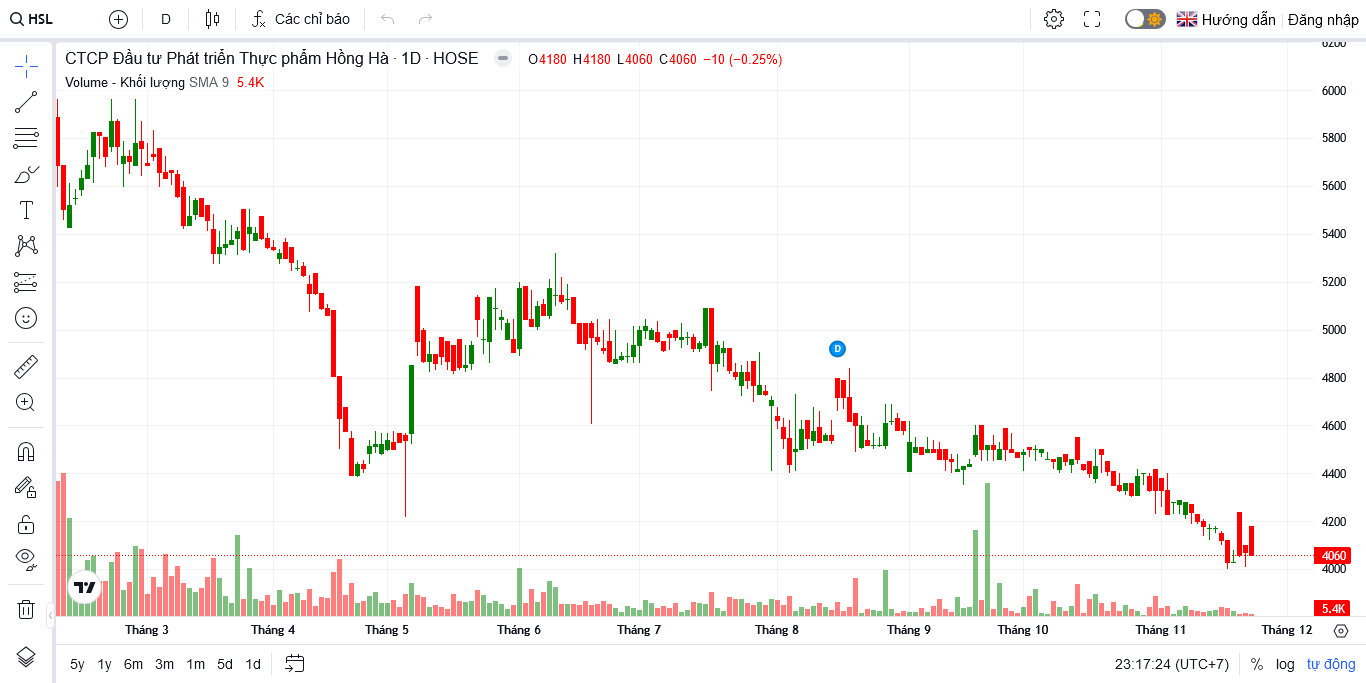 HSL
D
Các chỉ báo
Hướng dẫn
Đăng nhập
CTCP Đầu tư Phát triển Thực phẩm Hồng Hà · 1D · HOSE
O4180 H4180 L4060 C4060 −10 (−0.25%)
Volume - Khối lượng SMA 9 5.4K
6200
6000
5800
5600
5400
5200
5000
4800
4600
4400
4200
4060
4000
5.4K
D
Tháng 3
Tháng 4
Tháng 5
Tháng 6
Tháng 7
Tháng 8
Tháng 9
Tháng 10
Tháng 11
Tháng 12
5y 1y 6m 3m 1m 5d 1d
23:17:24 (UTC+7)
% log tự động